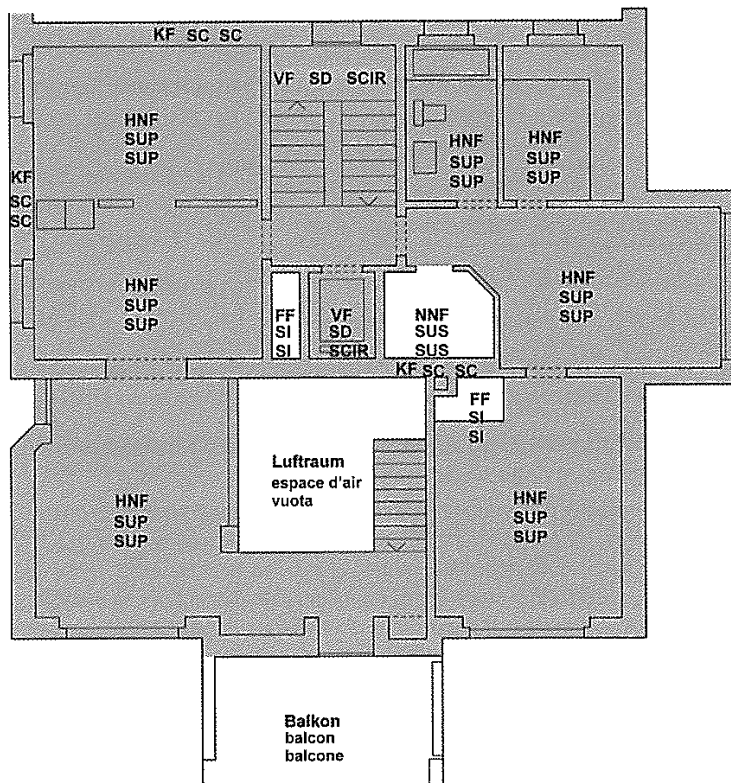 KF SC SC
VF SD SCIR
HNF
SUP
SUP
HNF
SUP
SUP
HNF
SUP
SUP
KF
SC
SC
HNF
SUP
SUP
HNF
SUP
SUP
FF
SI
SI
VF
SD
SCIR
NNF
SUS
SUS
KF SC SC
FF
SI
SI
Luftraum
espace d'air
vuota
HNF
SUP
SUP
HNF
SUP
SUP
Balkon
balcon
balcone